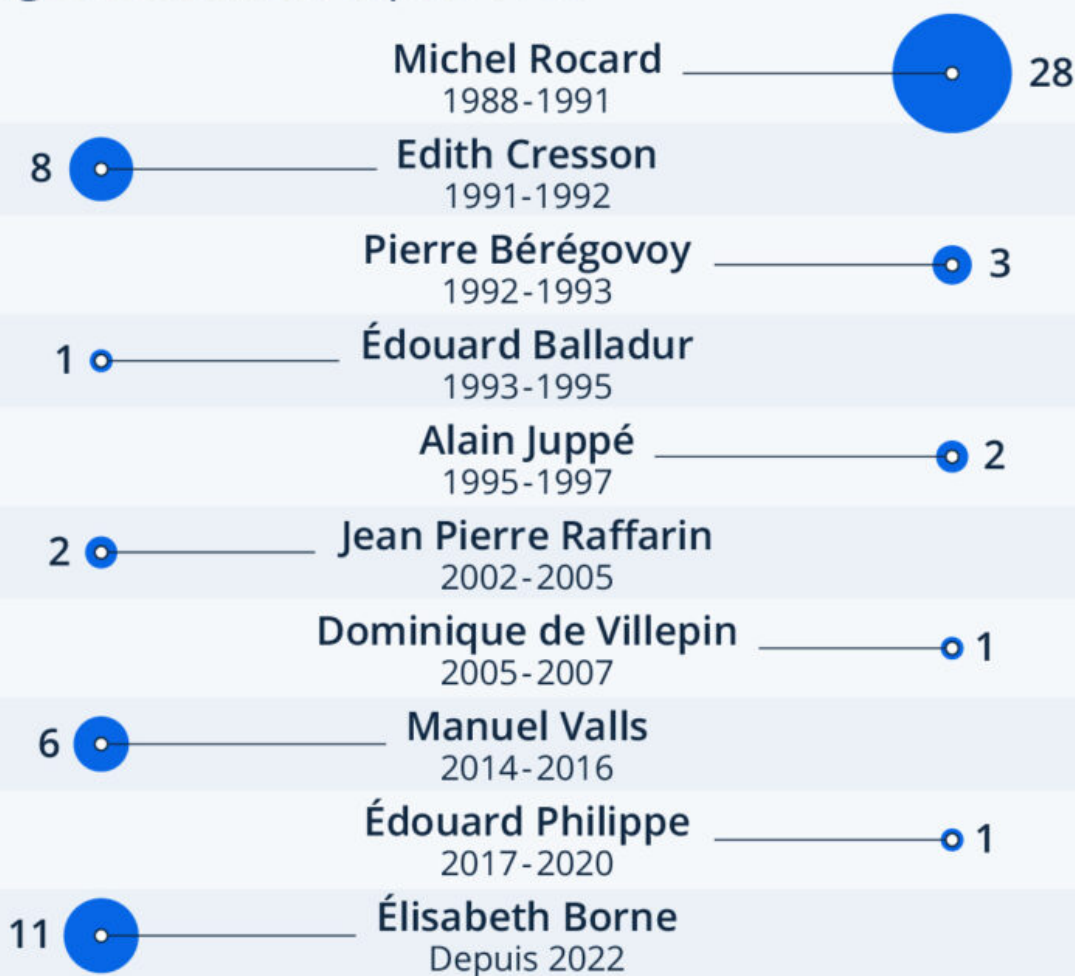 Michel Rocard
1988-1991
28
8
Edith Cresson
1991-1992
Pierre Bérégovoy
1992-1993
3
1
Édouard Balladur
1993-1995
Alain Juppé
1995-1997
2
2
Jean Pierre Raffarin
2002-2005
Dominique de Villepin
2005-2007
1
6
Manuel Valls
2014-2016
Édouard Philippe
2017-2020
1
11
Élisabeth Borne
Depuis 2022